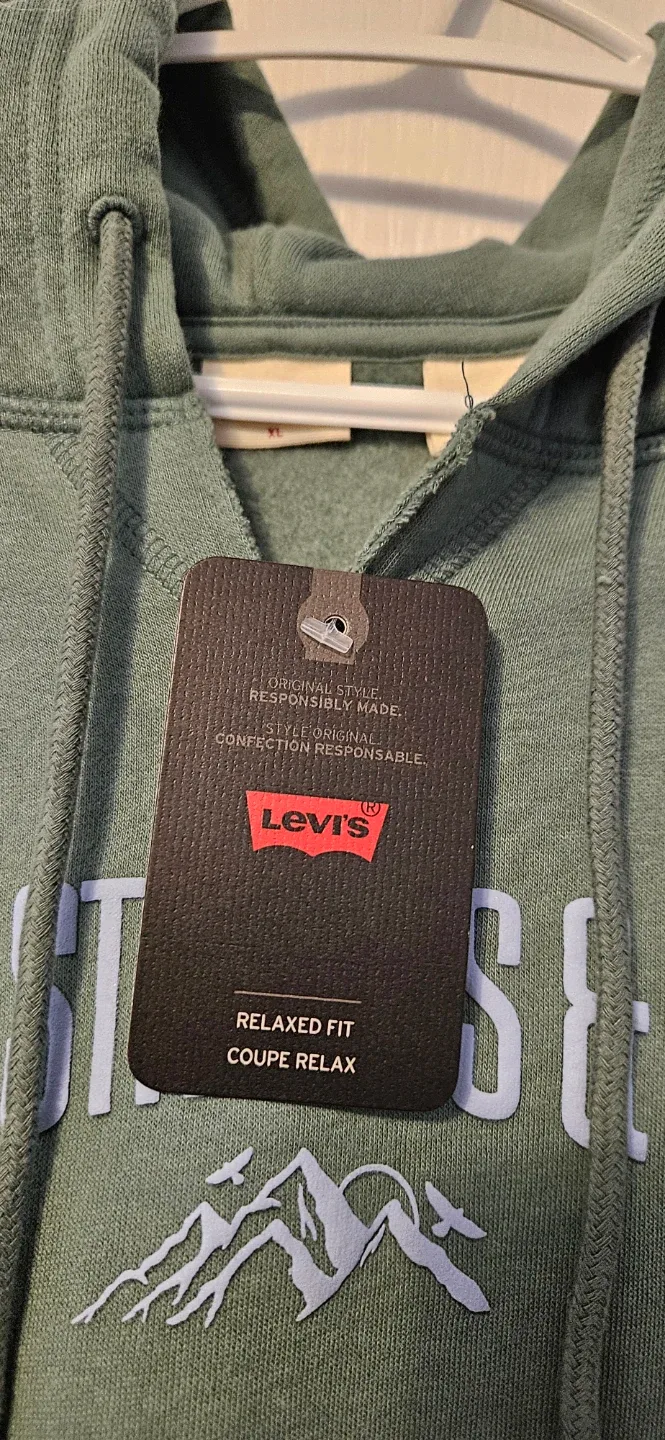 XL
ORIGINAL STYLE.
RESPONSIBLY MADE.
STYLE ORIGINAL.
CONFECTION RESPONSABLE.
Levi's®
RELAXED FIT
COUPE RELAX
&